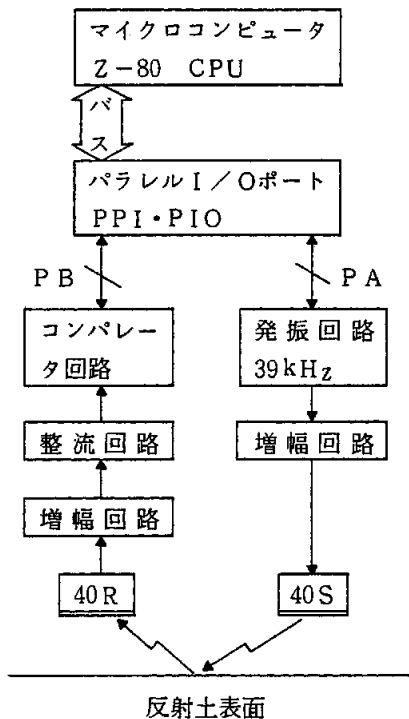 マイクロコンピュータ
Z-80 CPU
バス
パラレルI/Oポート
PPI・PIO
PB
PA
コンパレー
タ回路
発振回路
39kHz
整流回路
増幅回路
増幅回路
40R
40S
反射土表面